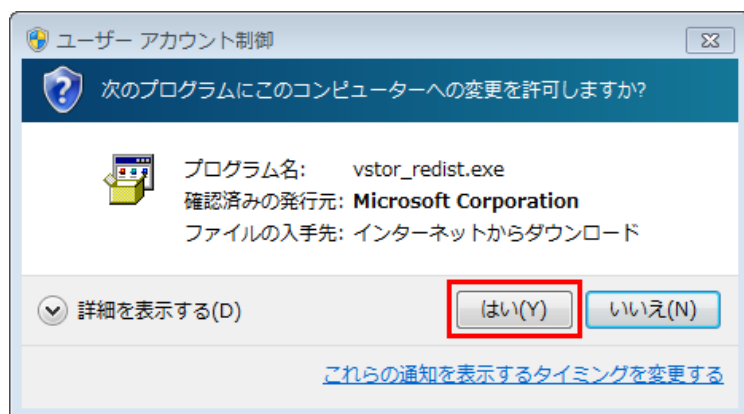 ユーザー アカウント制御
次のプログラムにこのコンピューターへの変更を許可しますか?
プログラム名: vstor_redist.exe
確認済みの発行元: Microsoft Corporation
ファイルの入手先: インターネットからダウンロード
詳細を表示する(D) はい(Y) いいえ(N)
これらの通知を表示するタイミングを変更する